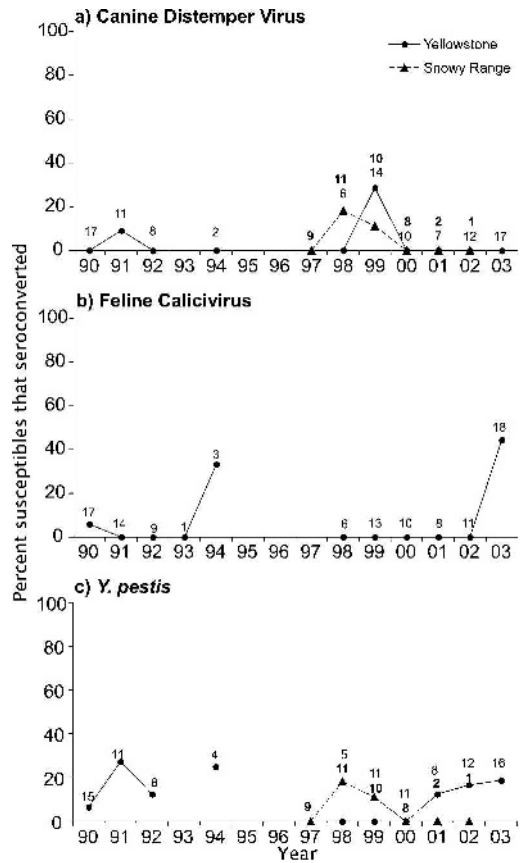 Percent susceptibles that seroconverted
a) Canine Distemper Virus
Yellowstone
Snowy Range
100
80
60
40
20
0
17 11 8 2 9 11 6 10 14 8 10 2 7 1 12 17
90 91 92 93 94 95 96 97 98 99 00 01 02 03
b) Feline Calicivirus
100
80
60
40
20
0
17 14 9 1 3 6 13 10 8 11 18
90 91 92 93 94 95 96 97 98 99 00 01 02 03
c) Y. pestis
100
80
60
40
20
0
15 11 8 4 9 5 11 11 10 11 8 8 2 12 1 16
90 91 92 93 94 95 96 97 98 99 00 01 02 03
Year